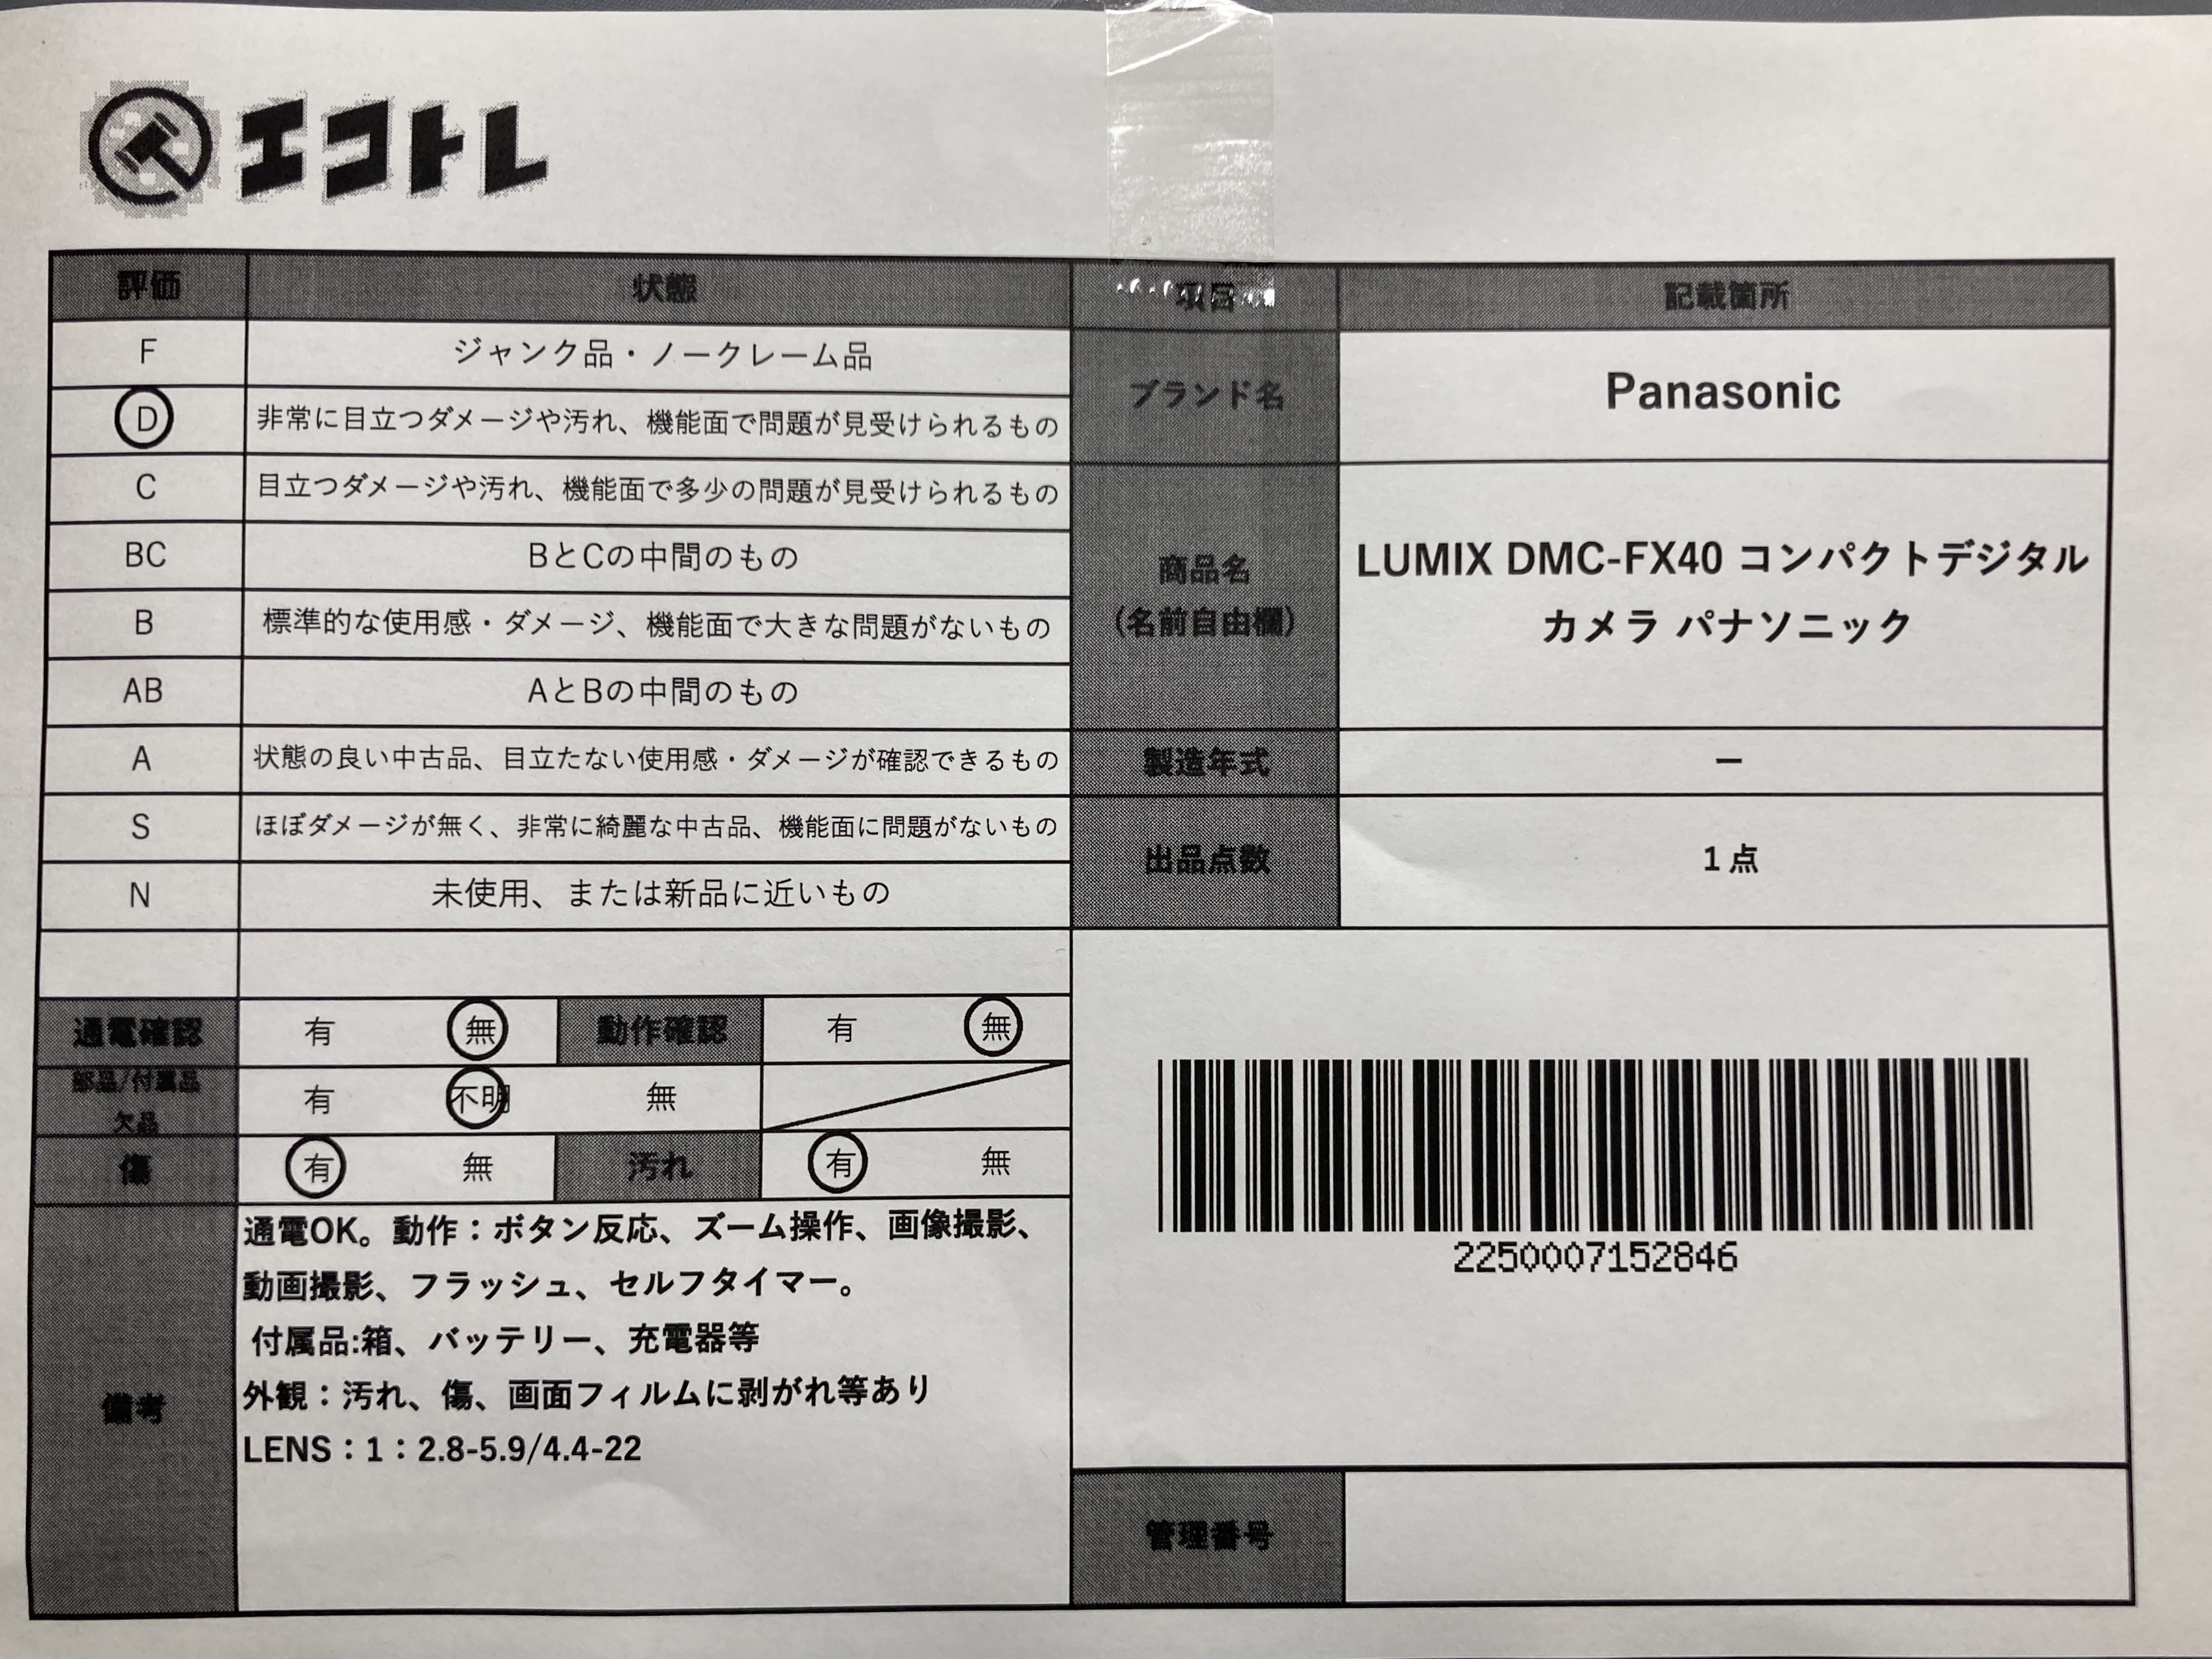 エコトレ
評価 状態
F ジャンク品・ノークレーム品
D 非常に目立つダメージや汚れ、機能面で問題が見受けられるもの
C 目立つダメージや汚れ、機能面で多少の問題が見受けられるもの
BC BとCの中間のもの
B 標準的な使用感・ダメージ、機能面で大きな問題がないもの
AB AとBの中間のもの
A 状態の良い中古品、目立たない使用感・ダメージが確認できるもの
S ほぼダメージが無く、非常に綺麗な中古品、機能面に問題がないもの
N 未使用、または新品に近いもの
通電確認 有 無 動作確認 有 無
部品/付属品
欠品
有 不明 無
傷 有 無 汚れ 有 無
備考
通電OK。動作：ボタン反応、ズーム操作、画像撮影、
動画撮影、フラッシュ、セルフタイマー。
付属品:箱、バッテリー、充電器等
外観：汚れ、傷、画面フィルムに剥がれ等あり
LENS：1：2.8-5.9/4.4-22
項目 記載箇所
ブランド名 Panasonic
商品名
(名前自由欄)
LUMIX DMC-FX40 コンパクトデジタル
カメラ パナソニック
製造年式 ー
出品点数 1点
2250007152846
管理番号